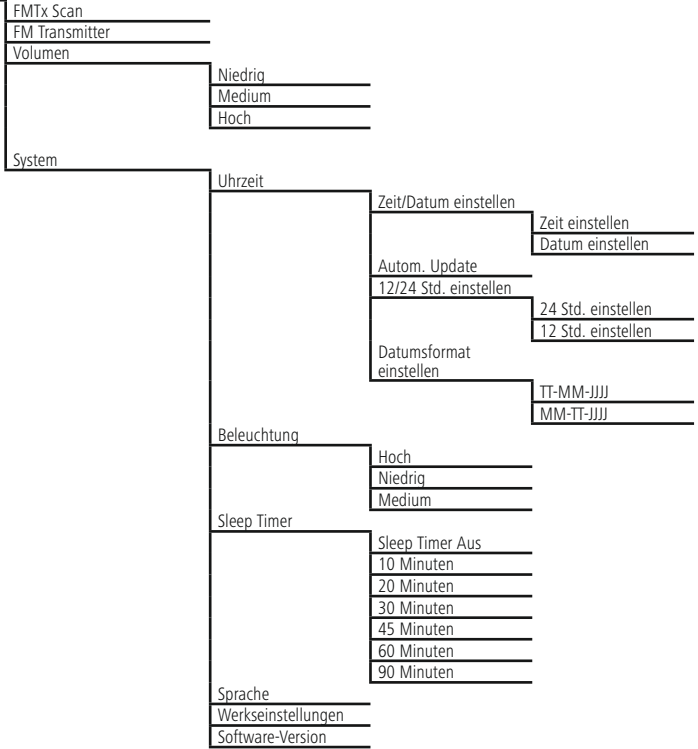 FMTx Scan
FM Transmitter
Volumen
Niedrig
Medium
Hoch
System
Uhrzeit
Zeit/Datum einstellen
Zeit einstellen
Datum einstellen
Autom. Update
12/24 Std. einstellen
24 Std. einstellen
12 Std. einstellen
Datumsformat
einstellen
TT-MM-JJJJ
MM-TT-JJJJ
Beleuchtung
Hoch
Niedrig
Medium
Sleep Timer
Sleep Timer Aus
10 Minuten
20 Minuten
30 Minuten
45 Minuten
60 Minuten
90 Minuten
Sprache
Werkseinstellungen
Software-Version